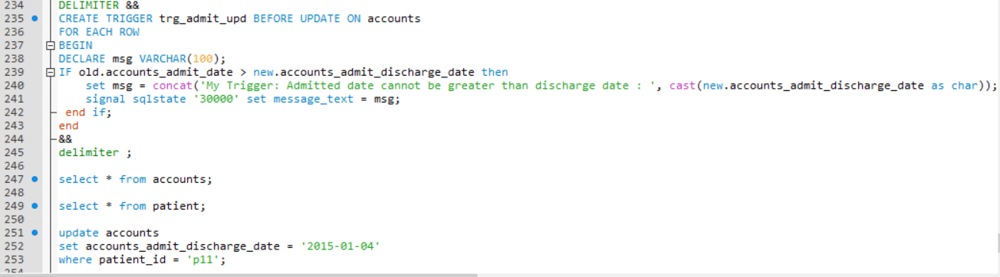 234 DELIMITER &&
235 CREATE TRIGGER trg_admit_upd BEFORE UPDATE ON accounts
236 FOR EACH ROW
237 BEGIN
238 DECLARE msg VARCHAR(100);
239 IF old.accounts_admit_date > new.accounts_admit_discharge_date then
240 set msg = concat('My Trigger: Admitted date cannot be greater than discharge date : ', cast(new.accounts_admit_discharge_date as char));
241 signal sqlstate '30000' set message_text = msg;
242 end if;
243 end
244 &&
245 delimiter ;
246
247 select * from accounts;
248
249 select * from patient;
250
251 update accounts
252 set accounts_admit_discharge_date = '2015-01-04'
253 where patient_id = 'p11';
254